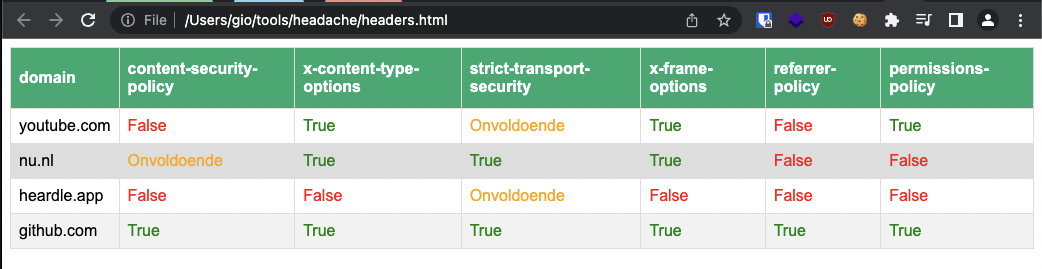 File /Users/gio/tools/headache/headers.html
domain content-security-policy x-content-type-options strict-transport-security x-frame-options referrer-policy permissions-policy
youtube.com False True Onvoldoende True False True
nu.nl Onvoldoende True True True False False
heardle.app False False Onvoldoende False False False
github.com True True True True True True